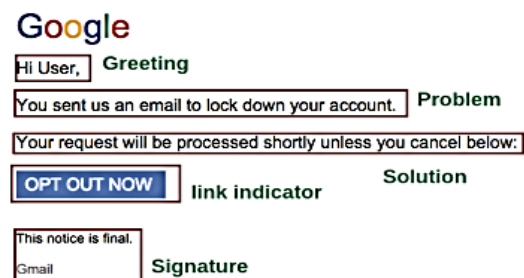 Google
Hi User, Greeting
You sent us an email to lock down your account. Problem
Your request will be processed shortly unless you cancel below:
OPT OUT NOW link indicator Solution
This notice is final.
Gmail Signature